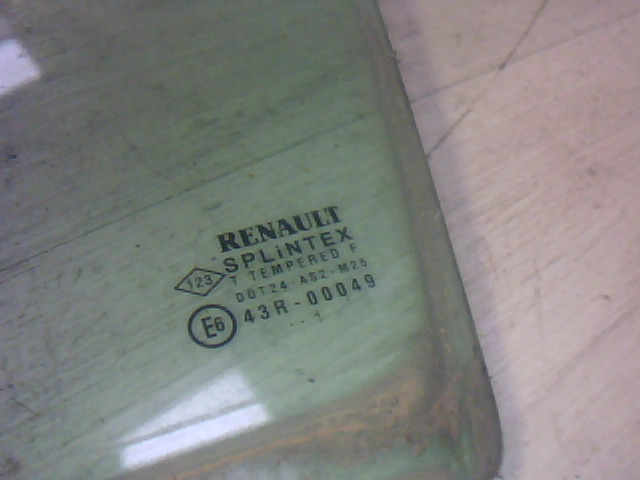 RENAULT
SPLINTEX
123 T TEMPERED F
DOT24-AS2-M25
E6 43R-00049